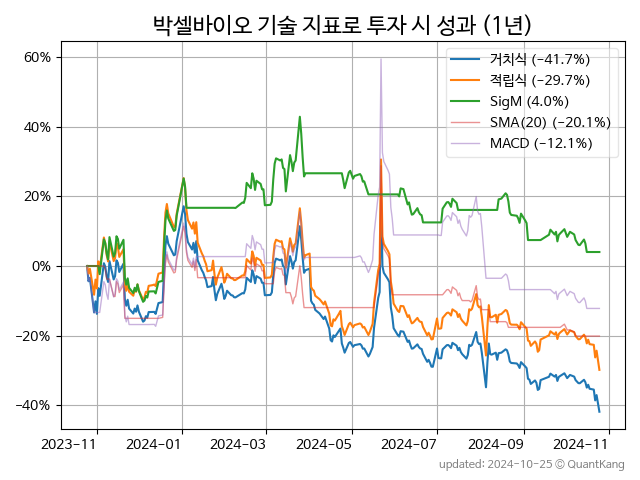 박셀바이오 기술 지표로 투자 시 성과 (1년)
60%
40%
20%
0%
−20%
−40%
거치식 (−41.7%)
적립식 (−29.7%)
SigM (4.0%)
SMA(20) (−20.1%)
MACD (−12.1%)
2023−11 2024−01 2024−03 2024−05 2024−07 2024−09 2024−11
updated: 2024-10-25 © QuantKang